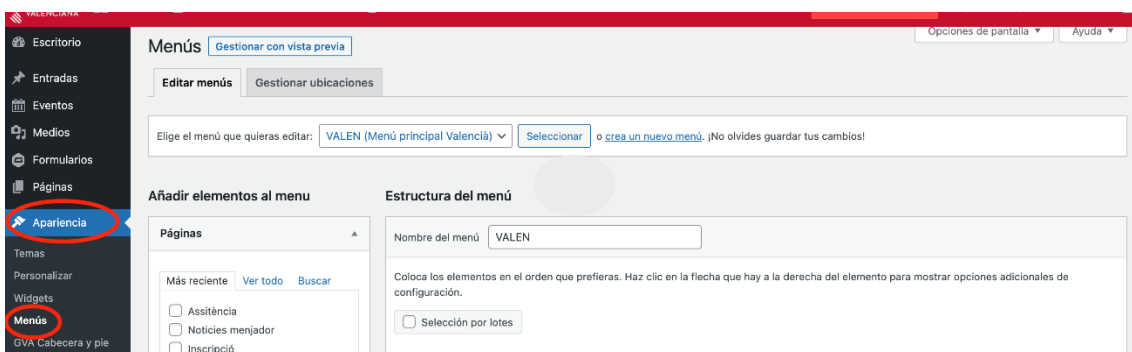 VALENCIANA
Escritorio
Entradas
Eventos
Medios
Formularios
Páginas
Apariencia
Temas
Personalizar
Widgets
Menús
GVA Cabecera y pie
Opciones de pantalla ▼
Ayuda ▼
Menús
Gestionar con vista previa
Editar menús
Gestionar ubicaciones
Elige el menú que quieras editar: VALEN (Menú principal Valencià) Seleccionar o crea un nuevo menú. ¡No olvides guardar tus cambios!
Añadir elementos al menu
Páginas
Más reciente Ver todo Buscar
Assitència
Noticies menjador
Inscripció
Estructura del menú
Nombre del menú VALEN
Coloca los elementos en el orden que prefieras. Haz clic en la flecha que hay a la derecha del elemento para mostrar opciones adicionales de
configuración.
Selección por lotes